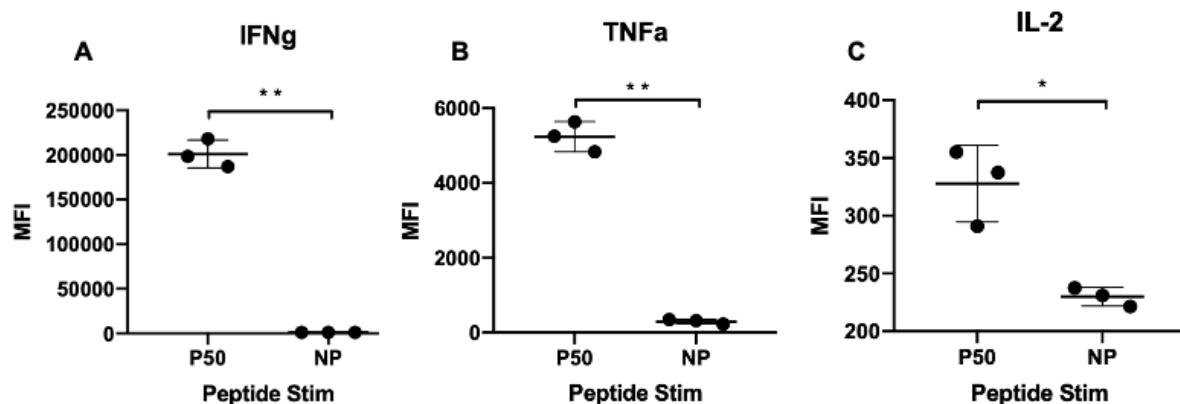 A
IFNg
**
250000
200000
150000
100000
50000
0
MFI
P50
NP
Peptide Stim
B
TNFa
**
6000
4000
2000
0
MFI
P50
NP
Peptide Stim
C
IL-2
*
400
350
300
250
200
MFI
P50
NP
Peptide Stim